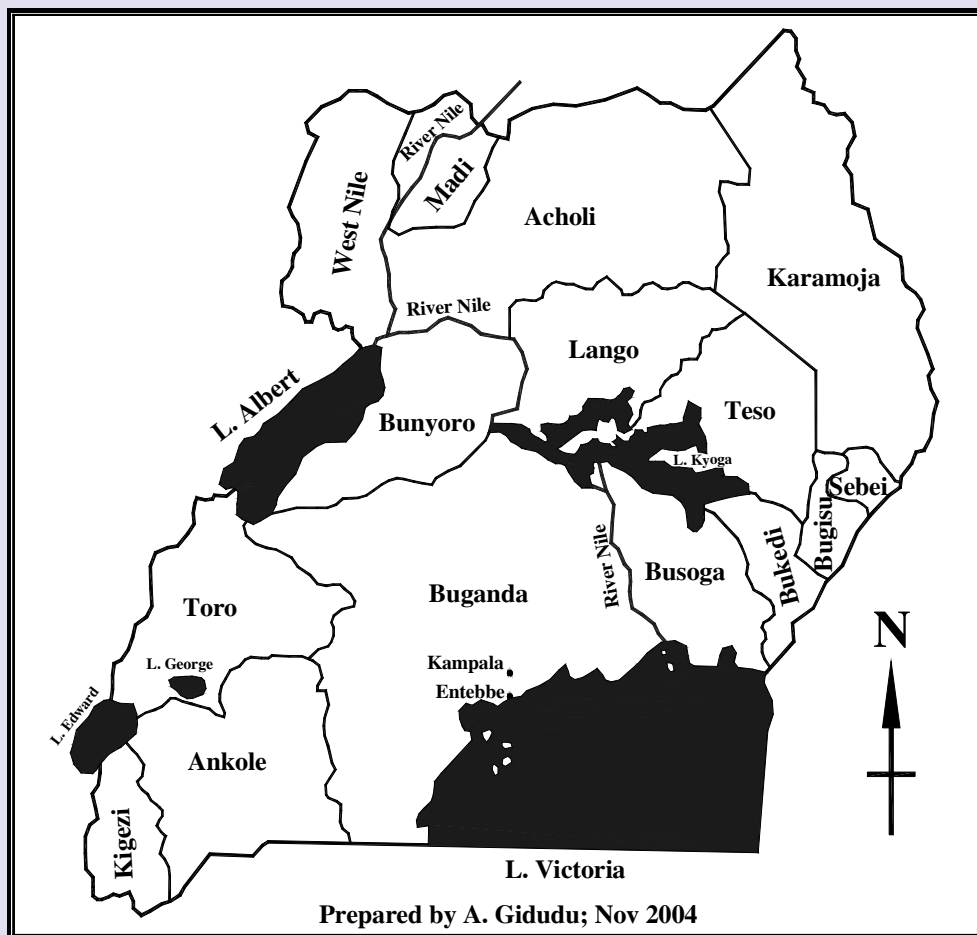 River Nile
Madi
West Nile
Acholi
Karamoja
River Nile
Lango
L. Albert
Bunyoro
Teso
L. Kyoga
Sebei
Bugisu
Bukedi
River Nile
Busoga
Buganda
Toro
L. George
Kampala
Entebbe
L. Edward
Ankole
Kigezi
N
L. Victoria
Prepared by A. Gidudu; Nov 2004